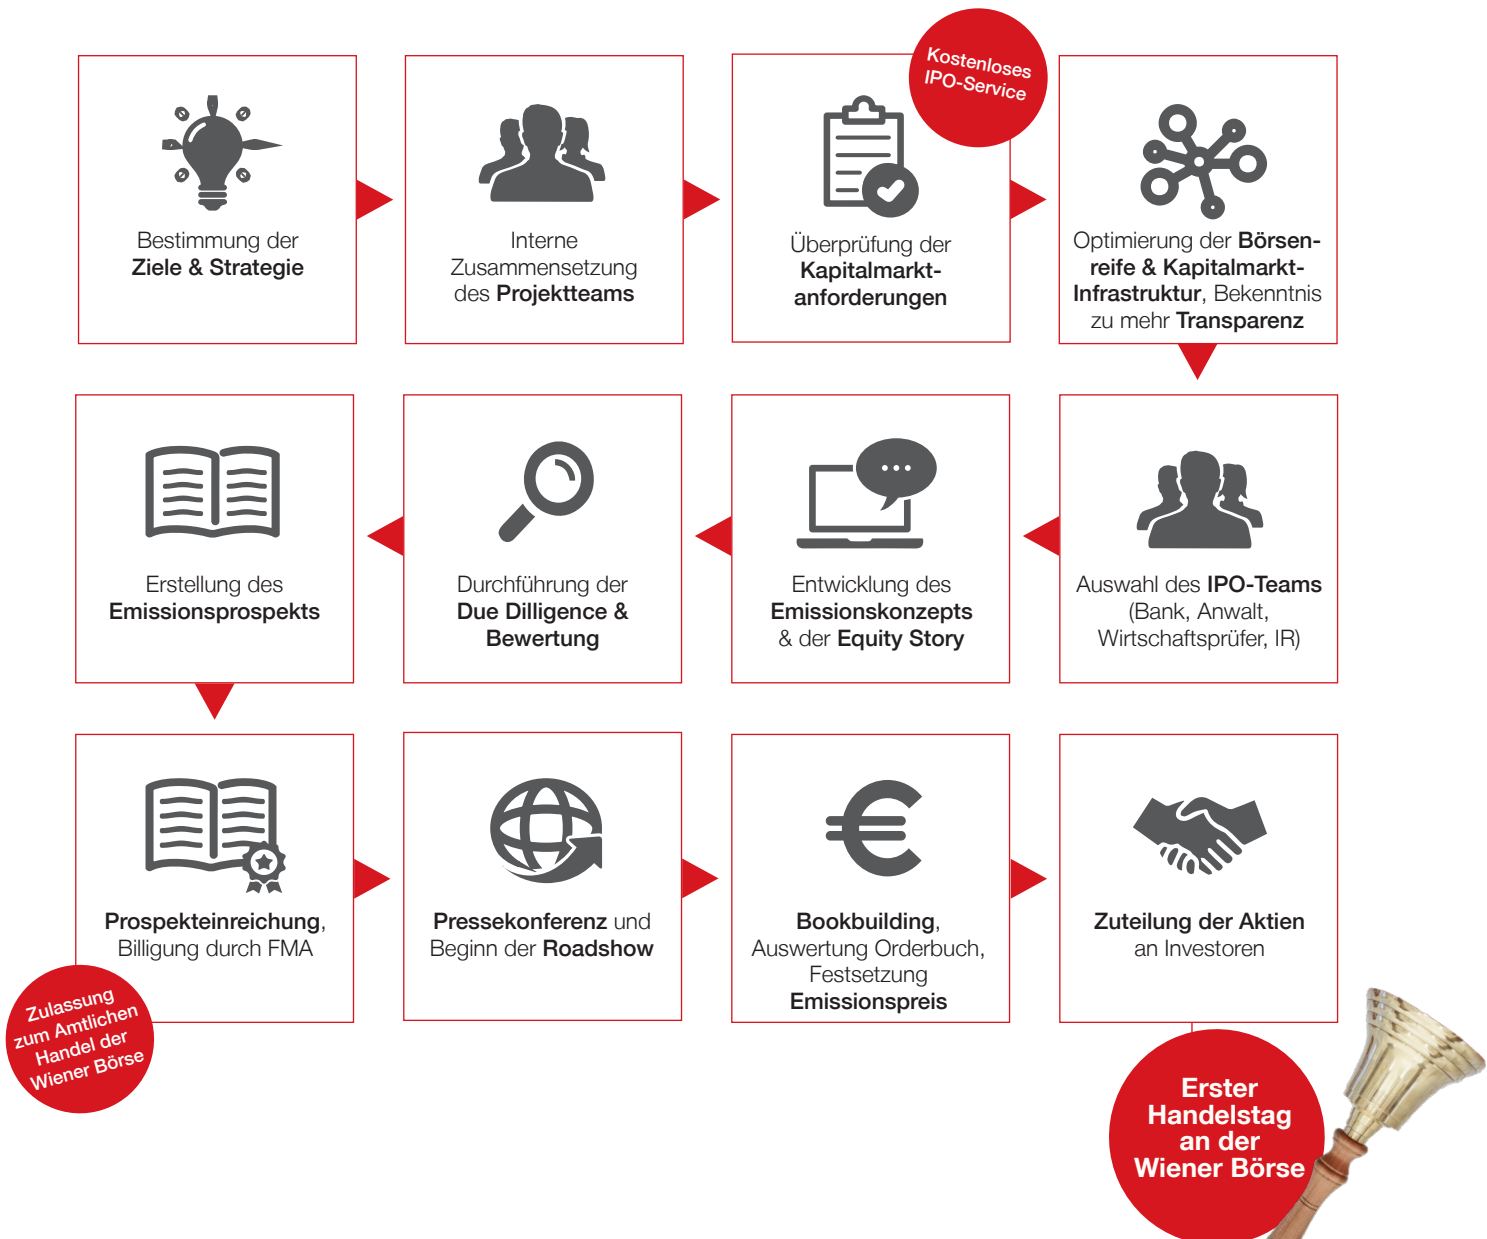 Bestimmung der
Ziele & Strategie
Interne
Zusammensetzung
des Projektteams
Kostenloses
IPO-Service
Überprüfung der
Kapitalmarkt-
anforderungen
Optimierung der Börsen-
reife & Kapitalmarkt-
Infrastruktur, Bekenntnis
zu mehr Transparenz
Auswahl des IPO-Teams
(Bank, Anwalt,
Wirtschaftsprüfer, IR)
Entwicklung des
Emissionskonzepts
& der Equity Story
Durchführung der
Due Dilligence &
Bewertung
Erstellung des
Emissionsprospekts
Prospekteinreichung,
Billigung durch FMA
Zulassung
zum Amtlichen
Handel der
Wiener Börse
Pressekonferenz und
Beginn der Roadshow
Bookbuilding,
Auswertung Orderbuch,
Festsetzung
Emissionspreis
Zuteilung der Aktien
an Investoren
Erster
Handelstag
an der
Wiener Börse